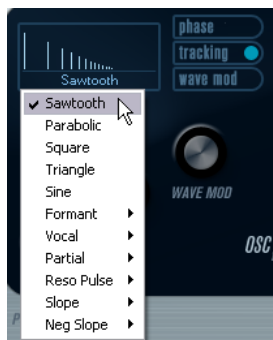 phase
tracking
wave mod
Sawtooth
✔ Sawtooth
Parabolic
Square
Triangle
Sine
Formant
Vocal
Partial
Reso Pulse
Slope
Neg Slope
WAVE MOD
OSC
P